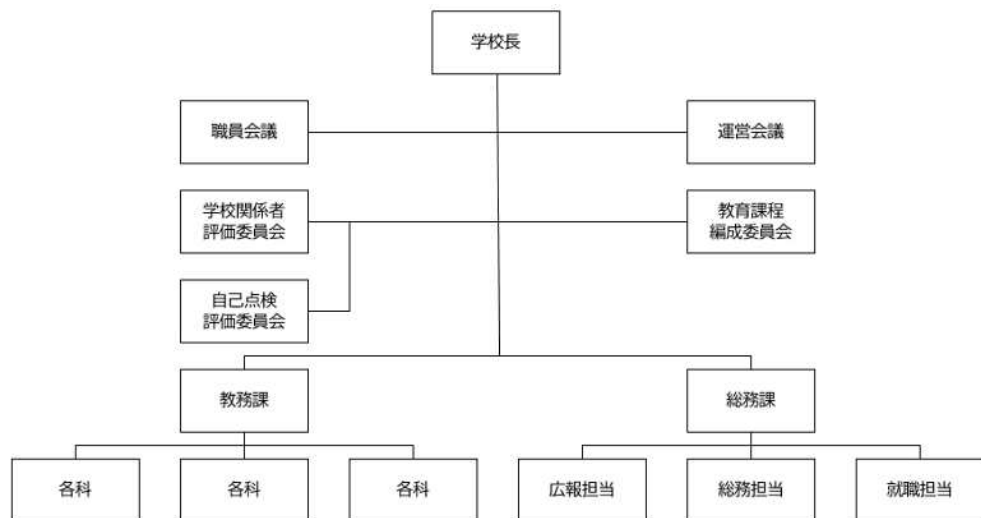 学校長
職員会議
運営会議
学校関係者
評価委員会
教育課程
編成委員会
自己点検
評価委員会
教務課
総務課
各科
各科
各科
広報担当
総務担当
就職担当